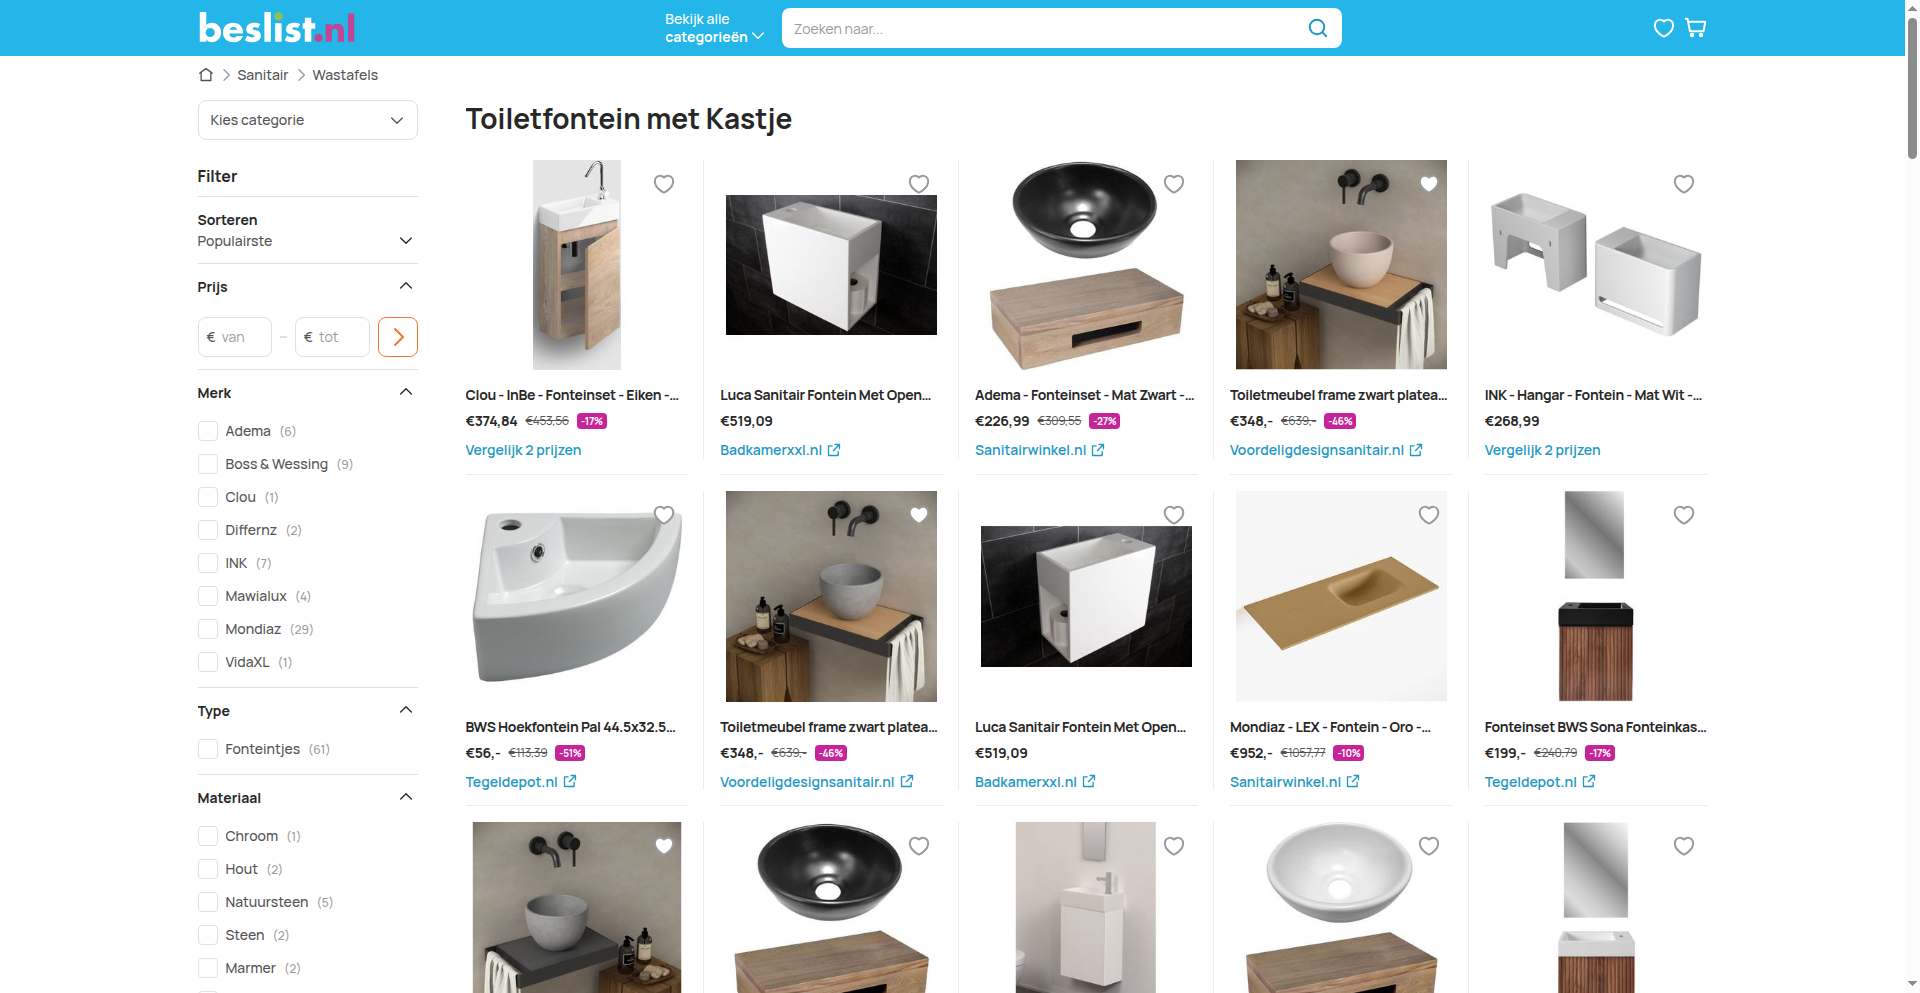 beslist.nl
Bekijk alle
categorieën
Zoeken naar...
Sanitair
Wastafels
Kies categorie
Toiletfontein met Kastje
Filter
Sorteren
Populairste
Prijs
€ van
–
€ tot
Merk
Adema (6)
Boss & Wessing (9)
Clou (1)
Differnz (2)
INK (7)
Mawialux (4)
Mondiaz (29)
VidaXL (1)
Type
Fonteintjes (61)
Materiaal
Chroom (1)
Hout (2)
Natuursteen (5)
Steen (2)
Marmer (2)
Clou - InBe - Fonteinset - Eiken -...
€374,84 €453,56 -17%
Vergelijk 2 prijzen
Luca Sanitair Fontein Met Open...
€519,09
Badkamerxxl.nl
Adema - Fonteinset - Mat Zwart -...
€226,99 €309,55 -27%
Sanitairwinkel.nl
Toiletmeubel frame zwart platea...
€348,- €639,- -46%
Voordeligdesignsanitair.nl
INK - Hangar - Fontein - Mat Wit -...
€268,99
Vergelijk 2 prijzen
BWS Hoekfontein Pal 44.5x32.5...
€56,- €113,39 -51%
Tegeldepot.nl
Toiletmeubel frame zwart platea...
€348,- €639,- -46%
Voordeligdesignsanitair.nl
Luca Sanitair Fontein Met Open...
€519,09
Badkamerxxl.nl
Mondiaz - LEX - Fontein - Oro -...
€952,- €1057,77 -10%
Sanitairwinkel.nl
Fonteinset BWS Sona Fonteinkas...
€199,- €240,79 -17%
Tegeldepot.nl